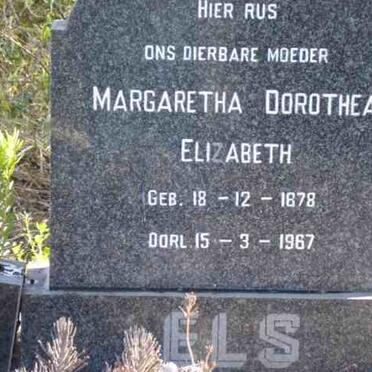 HIER RUS
ONS DIERBARE MOEDER
MARGARETHA DOROTHEA
ELIZABETH
GEB. 18 - 12 - 1878
OORL 15 - 3 - 1967
ELS